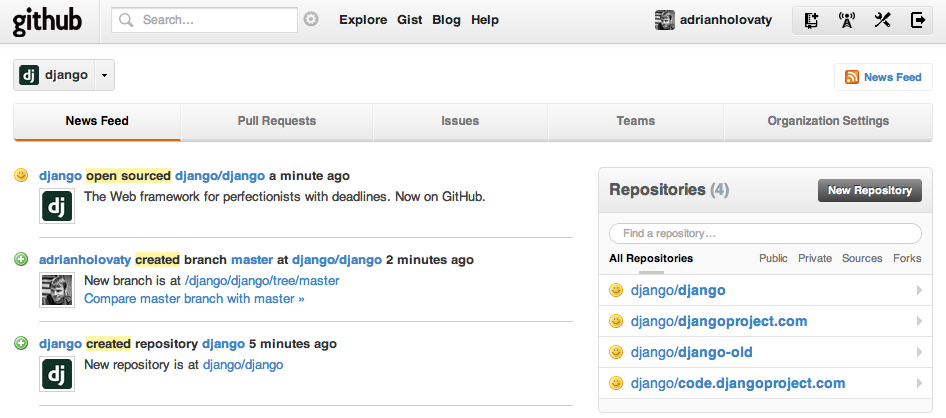 github Search... Explore Gist Blog Help adrianholovaty
dj django News Feed
News Feed Pull Requests Issues Teams Organization Settings
django open sourced django/django a minute ago
dj The Web framework for perfectionists with deadlines. Now on GitHub.
adrianholovaty created branch master at django/django 2 minutes ago
New branch is at /django/django/tree/master
Compare master branch with master »
django created repository django 5 minutes ago
dj New repository is at django/django
Repositories (4) New Repository
Find a repository…
All Repositories Public Private Sources Forks
django/django
django/djangoproject.com
django/django-old
django/code.djangoproject.com